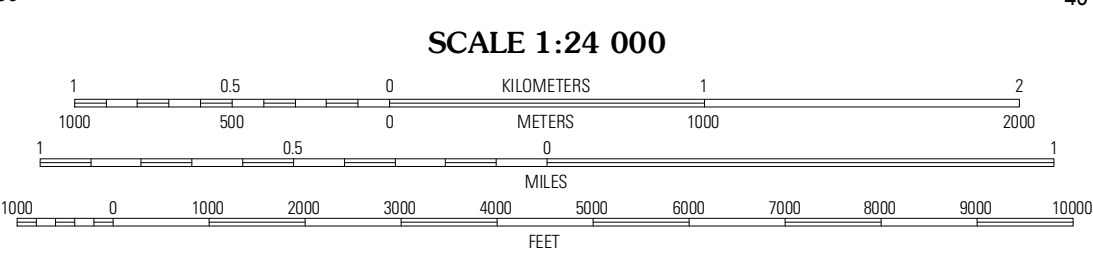 SCALE 1:24 000
1 0.5 0 KILOMETERS 1 2
1000 500 0 METERS 1000 2000
1 0.5 0 1
MILES
1000 0 1000 2000 3000 4000 5000 6000 7000 8000 9000 10000
FEET